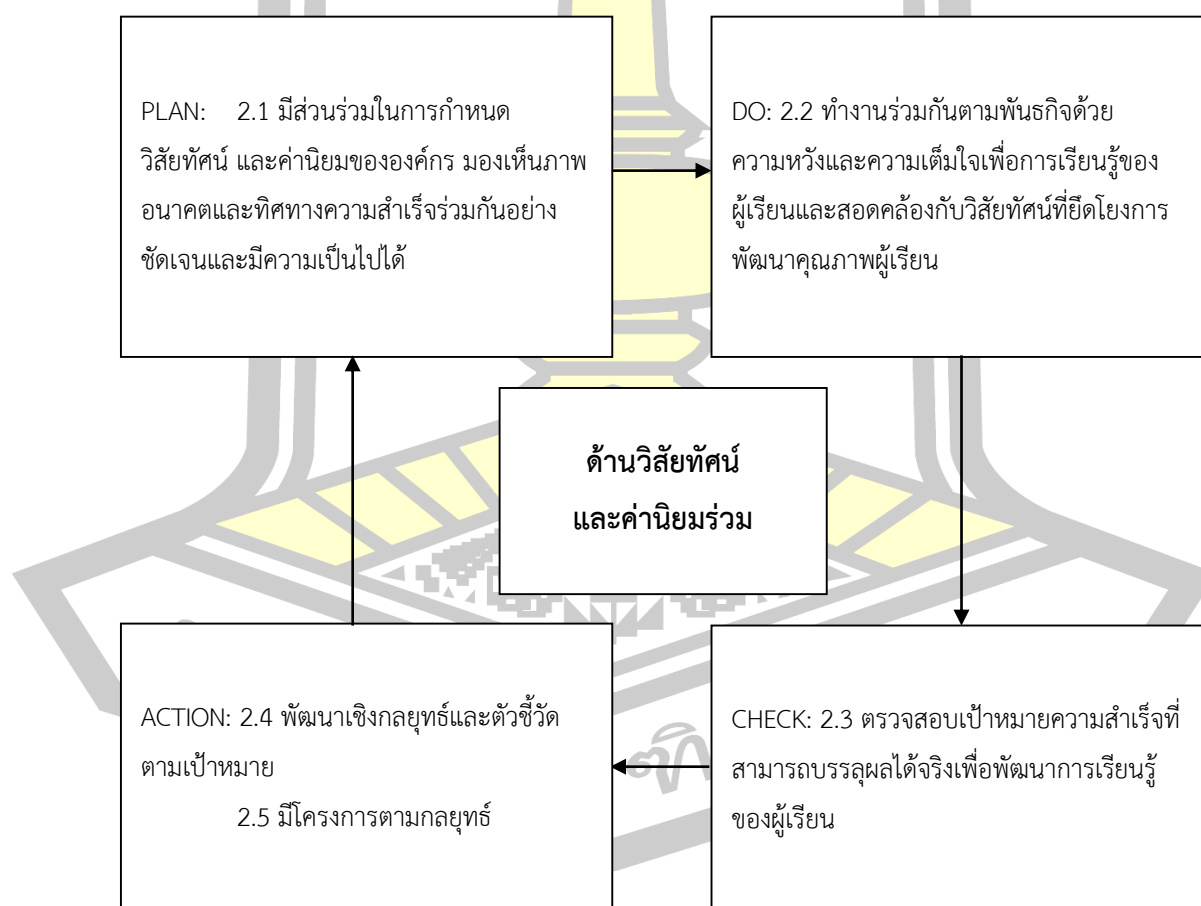 PLAN: 2.1 มีส่วนร่วมในการกำหนด
วิสัยทัศน์ และค่านิยมขององค์กร มองเห็นภาพ
อนาคตและทิศทางความสำเร็จร่วมกันอย่าง
ชัดเจนและมีความเป็นไปได้
DO: 2.2 ทำงานร่วมกันตามพันธกิจด้วย
ความหวังและความเต็มใจเพื่อการเรียนรู้ของ
ผู้เรียนและสอดคล้องกับวิสัยทัศน์ที่ยึดโยงการ
พัฒนาคุณภาพผู้เรียน
ด้านวิสัยทัศน์
และค่านิยมร่วม
ACTION: 2.4 พัฒนาเชิงกลยุทธ์และตัวชี้วัด
ตามเป้าหมาย
2.5 มีโครงการตามกลยุทธ์
CHECK: 2.3 ตรวจสอบเป้าหมายความสำเร็จที่
สามารถบรรลุผลได้จริงเพื่อพัฒนาการเรียนรู้
ของผู้เรียน